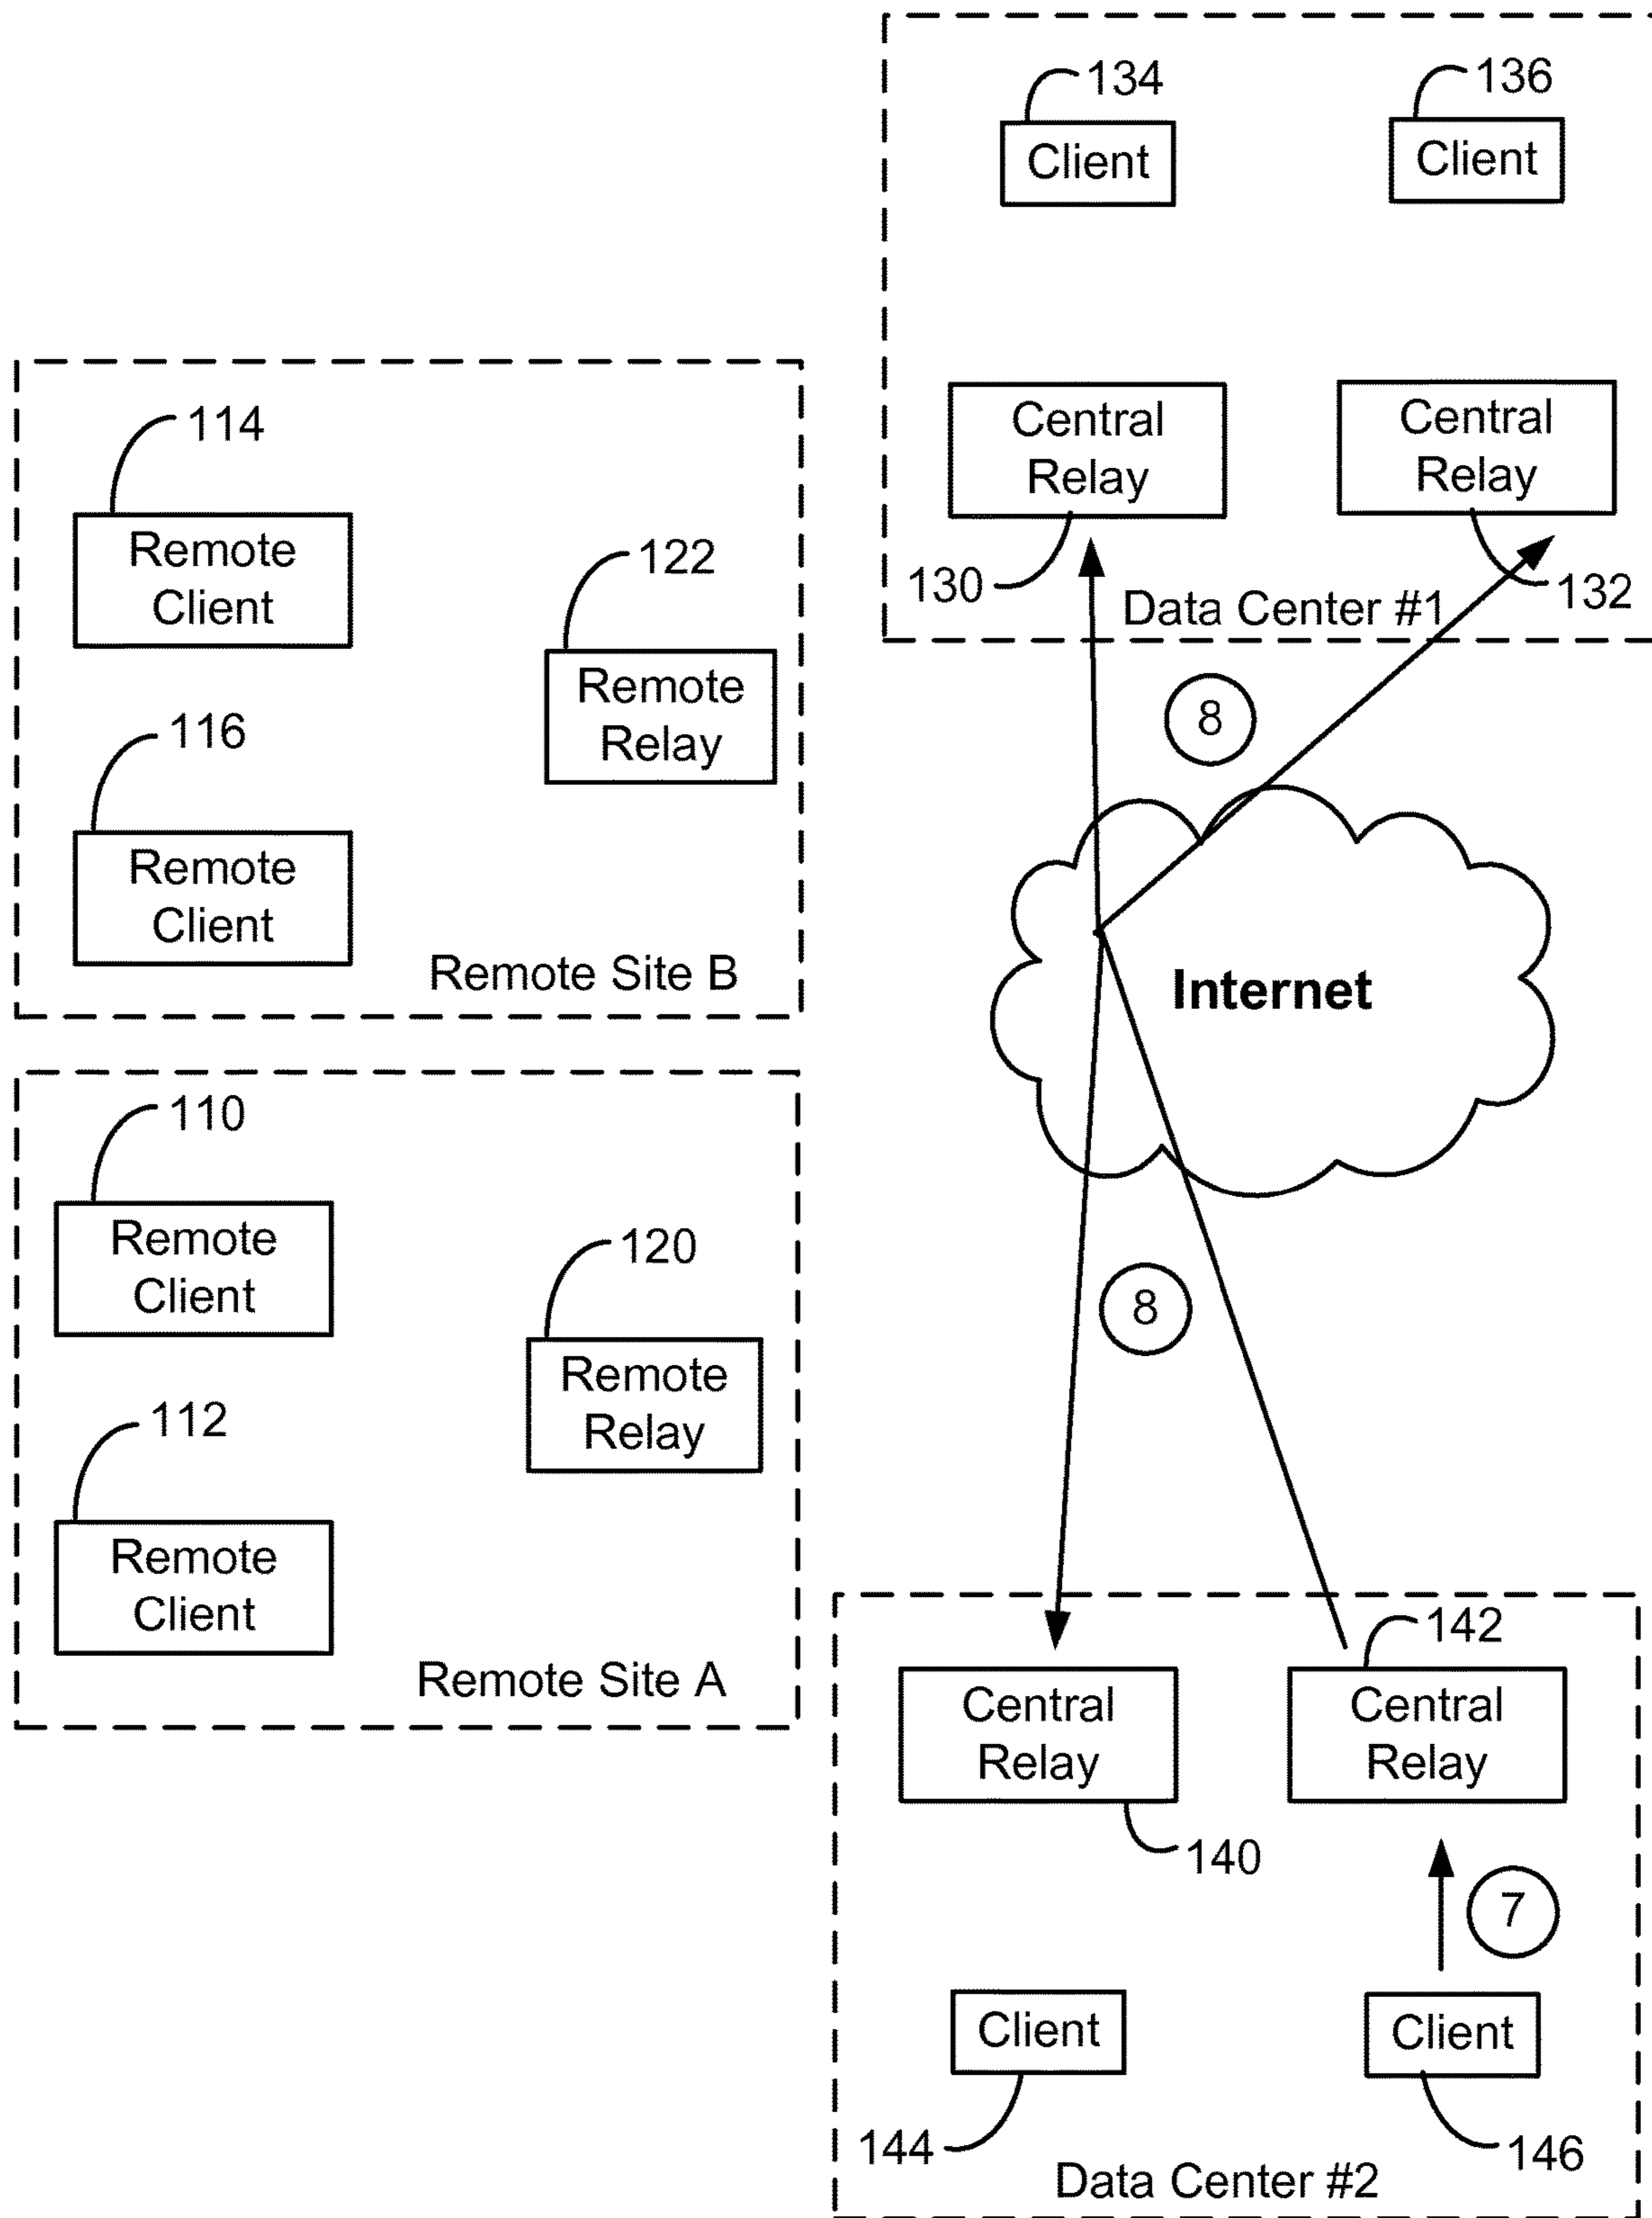 134
136
Client
Client
Central
Relay
Central
Relay
130
132
Data Center #1
114
Remote
Client
122
Remote
Relay
116
Remote
Client
Remote Site B
8
Internet
110
Remote
Client
120
Remote
Relay
112
Remote
Client
Remote Site A
8
142
Central
Relay
Central
Relay
140
7
Client
Client
144
146
Data Center #2